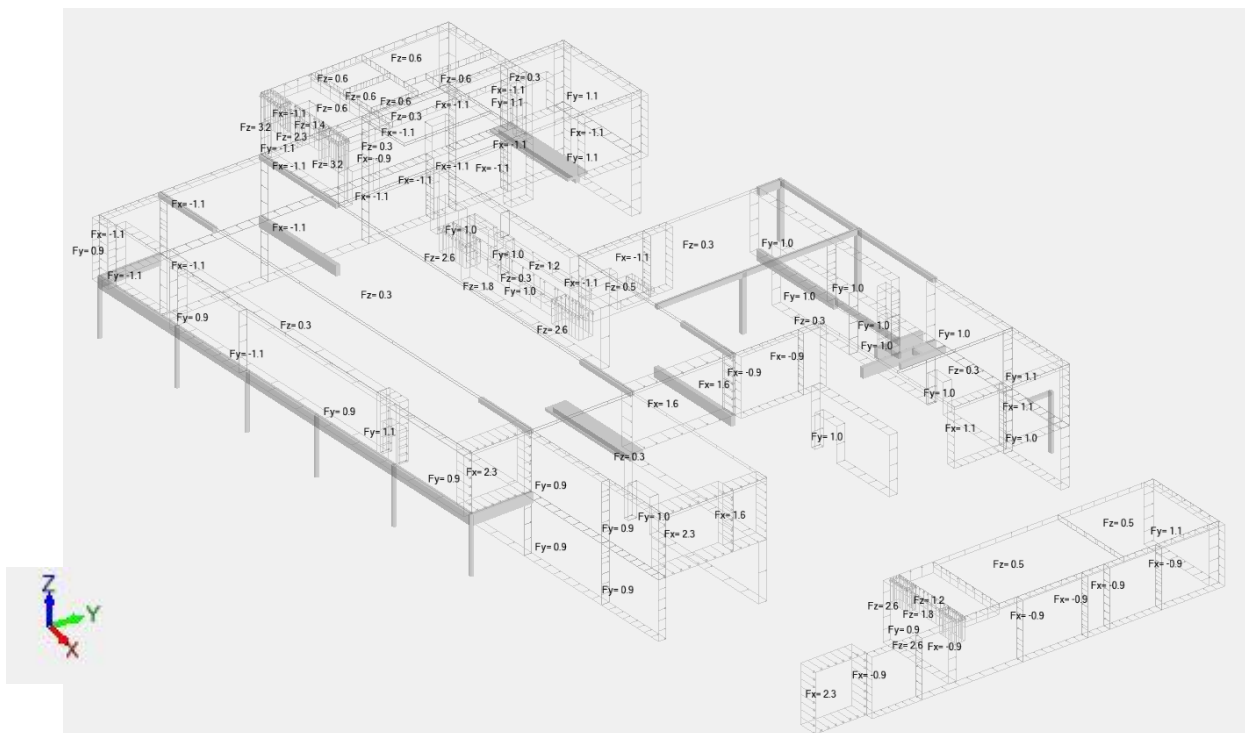 Fz= 0.6
Fz= 0.6
Fz= 0.6
Fz= 0.3
Fx= -1.1
Fy= 1.1
Fy= 1.1
Fz= 0.6
Fz= 0.6
Fz= 0.6
Fx= -1.1
Fz= 0.3
Fz= 3.2
Fz= 1.4
Fz= 2.3
Fx= -1.1
Fx= -1.1
Fy= -1.1
Fz= 0.3
Fx= -1.1
Fz= 3.2
Fx= -0.9
Fy= 1.1
Fx= -1.1
Fx= -1.1
Fx= -1.1
Fx= -1.1
Fx= -1.1
Fx= -1.1
Fx= -1.1
Fx= -1.1
Fy= 1.0
Fx= -1.1
Fy= 0.9
Fz= 2.6
Fy= 1.0
Fz= 0.3
Fy= 1.0
Fx= -1.1
Fx= -1.1
Fy= -1.1
Fz= 1.2
Fz= 0.3
Fz= 1.8
Fy= 1.0
Fx= -1.1
Fz= 0.5
Fy= 1.0
Fy= 1.0
Fz= 0.3
Fy= 0.9
Fz= 0.3
Fz= 2.6
Fz= 0.3
Fy= 1.0
Fy= 1.0
Fy= 1.0
Fy= -1.1
Fx= -0.9
Fx= -0.9
Fz= 0.3
Fy= 1.1
Fx= 1.6
Fy= 1.0
Fx= 1.6
Fx= 1.1
Fy= 0.9
Fy= 1.1
Fx= 1.1
Fy= 1.0
Fy= 1.0
Fz= 0.3
Fx= 2.3
Fy= 0.9
Fy= 0.9
Fy= 0.9
Fy= 1.0
Fx= 1.6
Fx= 2.3
Fy= 0.9
Fy= 0.9
Fz= 0.5
Fy= 1.1
Fz= 0.5
Fx= -0.9
Fx= -0.9
Fx= -0.9
Fz= 1.2
Fz= 2.6
Fz= 1.8
Fx= -0.9
Fy= 0.9
Fz= 2.6
Fx= -0.9
Fx= -0.9
Fx= 2.3
Z
Y
X